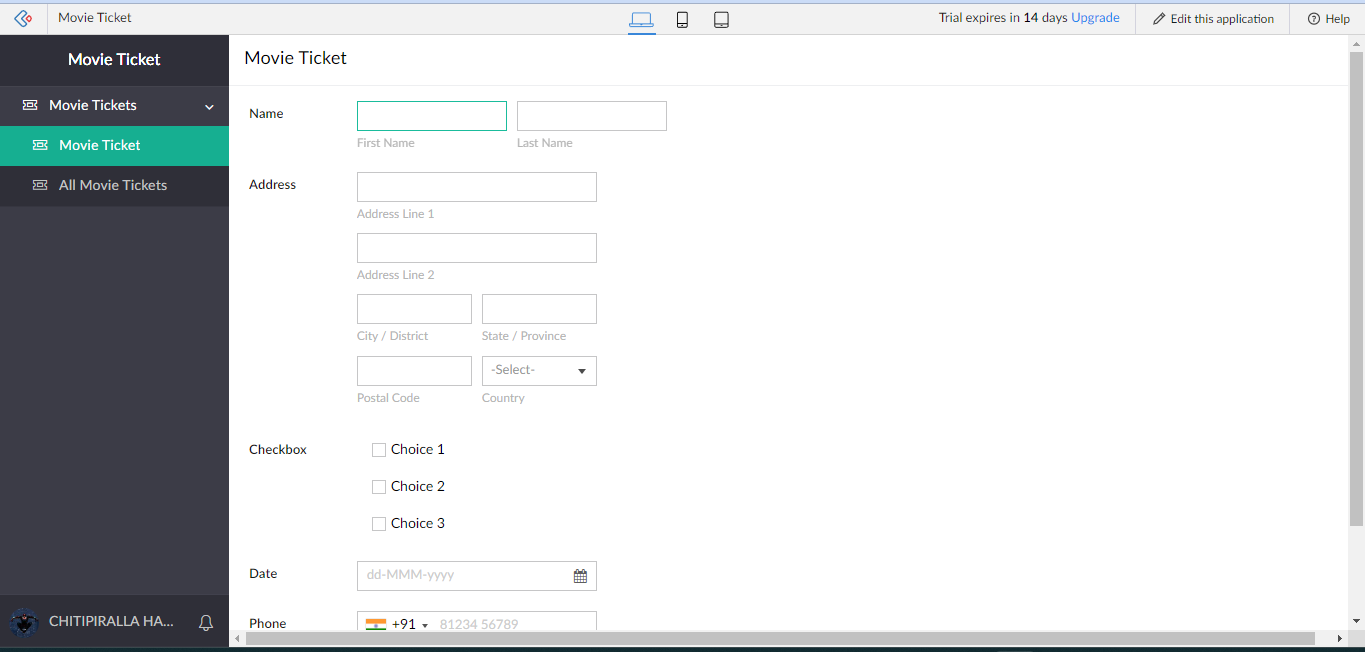 Movie Ticket
Trial expires in 14 days Upgrade
Edit this application
Help
Movie Ticket
Movie Tickets
Movie Ticket
All Movie Tickets
CHITIPIRALLA HA...
Movie Ticket
Name
First Name
Last Name
Address
Address Line 1
Address Line 2
City / District
State / Province
-Select-
Postal Code
Country
Checkbox
Choice 1
Choice 2
Choice 3
Date
dd-MMM-yyyy
Phone
+91
81234 56789